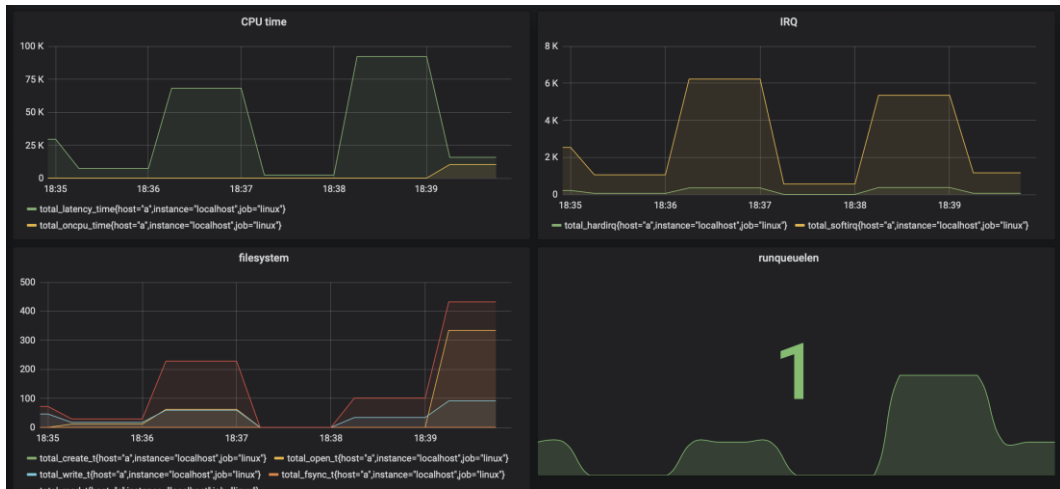 CPU time
100 K
75 K
50 K
25 K
0
18:35 18:36 18:37 18:38 18:39
total_latency_time{host="a",instance="localhost",job="linux"}
total_oncpu_time{host="a",instance="localhost",job="linux"}
IRQ
8 K
6 K
4 K
2 K
0
18:35 18:36 18:37 18:38 18:39
total_hardirq{host="a",instance="localhost",job="linux"} total_softirq{host="a",instance="localhost",job="linux"}
filesystem
500
400
300
200
100
0
18:35 18:36 18:37 18:38 18:39
total_create_t{host="a",instance="localhost",job="linux"} total_open_t{host="a",instance="localhost",job="linux"}
total_write_t{host="a",instance="localhost",job="linux"} total_fsync_t{host="a",instance="localhost",job="linux"}
runqueuelen
1